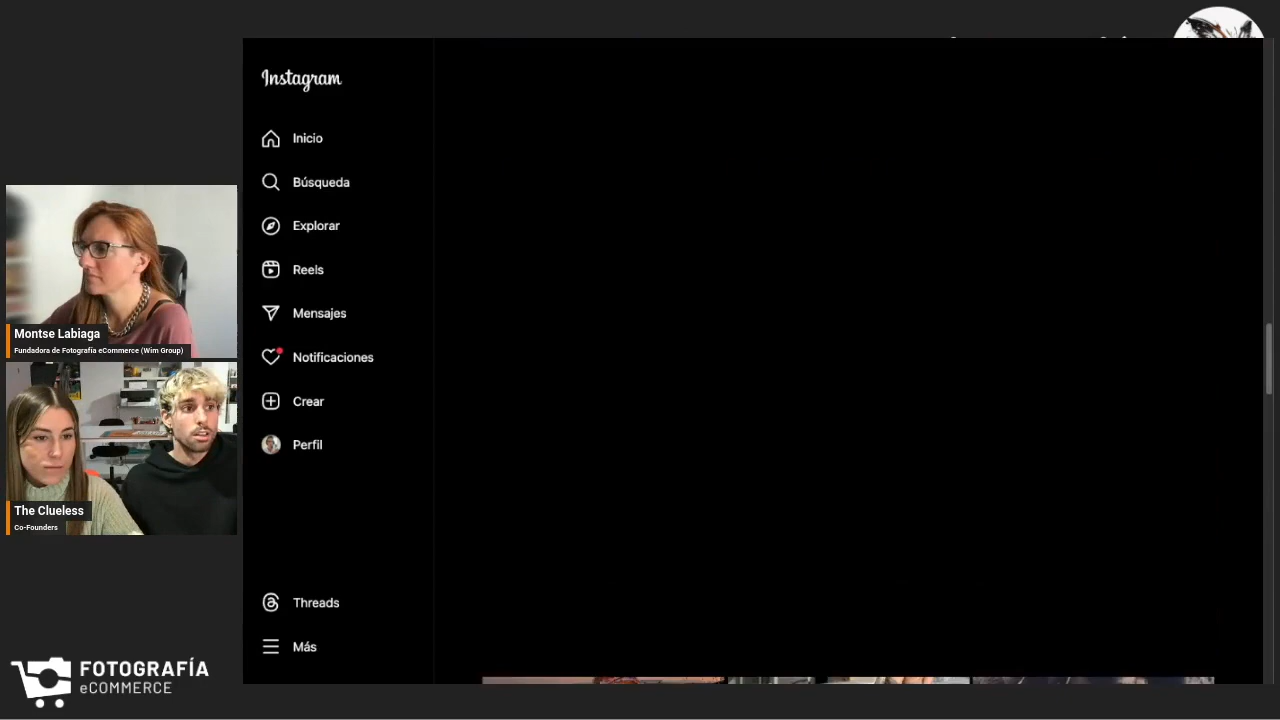 Instagram
Inicio
Búsqueda
Explorar
Reels
Mensajes
Notificaciones
Crear
Perfil
Threads
Más
Montse Labiaga
Fundadora de Fotografía eCommerce (Wim Group)
The Clueless
Co-Founders
FOTOGRAFÍA
eCOMMERCE